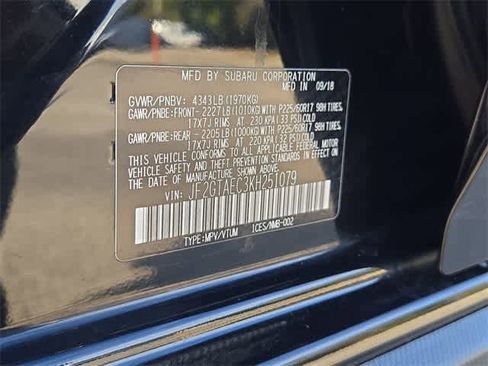 MFD BY SUBARU CORPORATION
MFD IN 09/18
GVWR/PNBV: 4343LB(1970KG)
GAWR/PNBE:FRONT- 2227LB(1010KG)WITH P225/60R17 98H TIRES,
17X7J RIMS, AT 230 KPA(33 PSI)COLD
GAWR/PNBE:REAR - 2205LB(1000KG)WITH P225/60R17 98H TIRES,
17X7J RIMS, AT 220 KPA(32 PSI)COLD
THIS VEHICLE CONFORMS TO ALL APPLICABLE U.S. FEDERAL MOTOR
VEHICLE SAFETY AND THEFT PREVENTION STANDARDS IN EFFECT ON
THE DATE OF MANUFACTURE SHOWN ABOVE.
VIN: JF2GTAEC3KH251079
TYPE:MPV/VTUM ICES/NMB-002